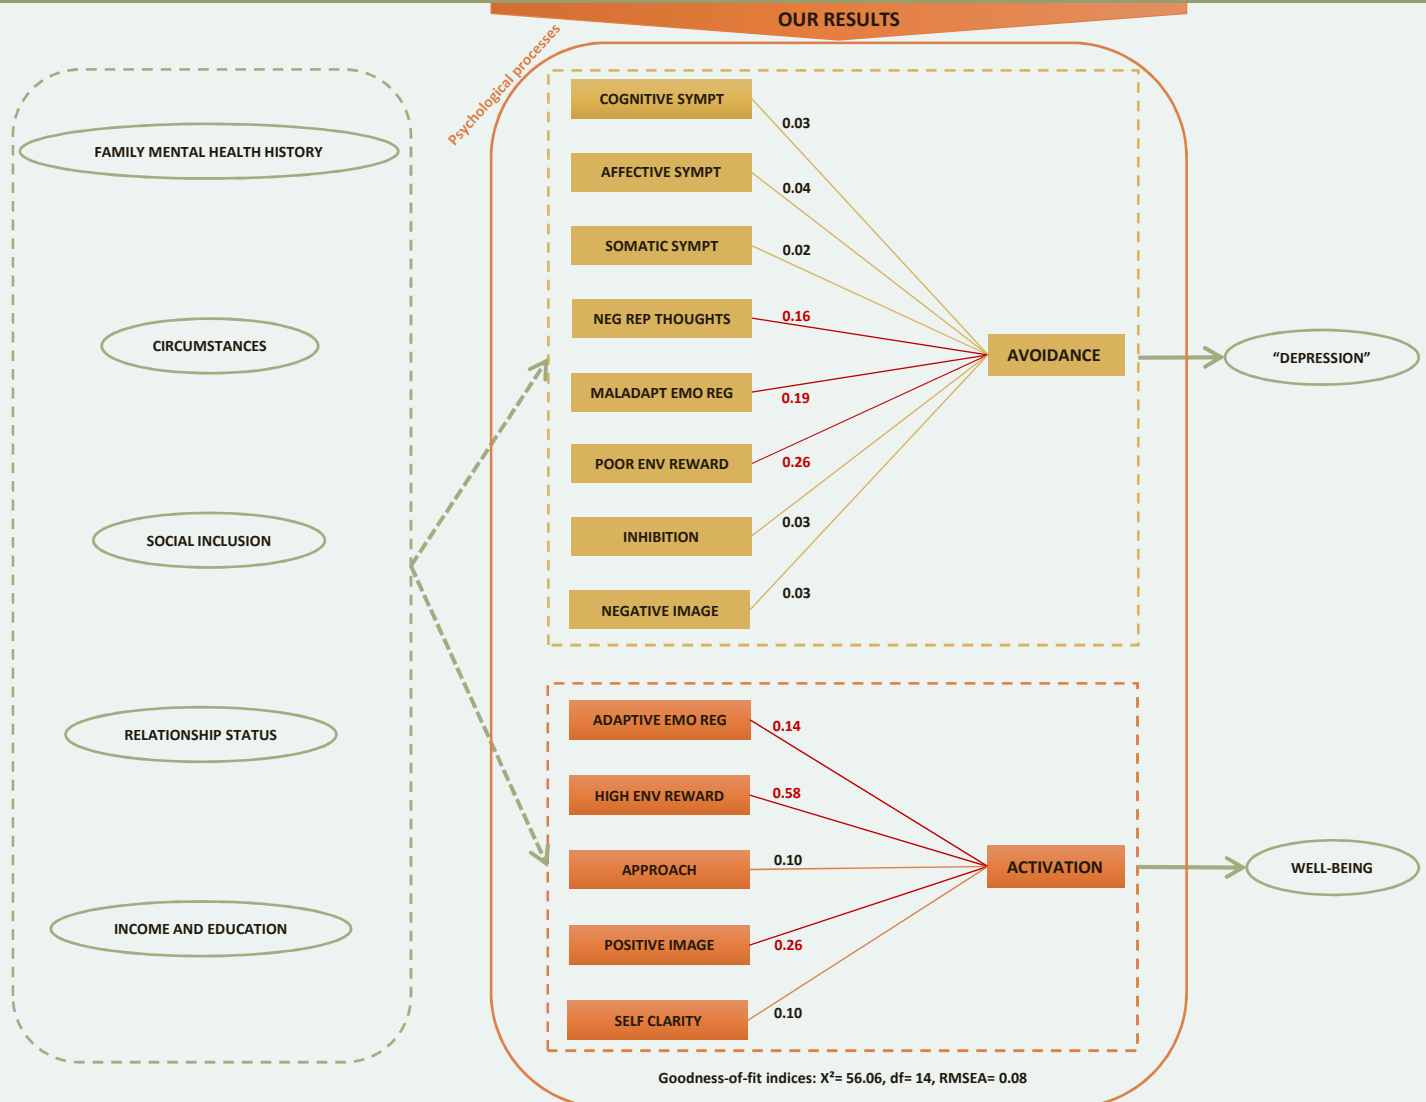 OUR RESULTS
Psychological processes
FAMILY MENTAL HEALTH HISTORY
CIRCUMSTANCES
SOCIAL INCLUSION
RELATIONSHIP STATUS
INCOME AND EDUCATION
COGNITIVE SYMPT
0.03
AFFECTIVE SYMPT
0.04
SOMATIC SYMPT
0.02
NEG REP THOUGHTS
0.16
MALADAPT EMO REG
0.19
POOR ENV REWARD
0.26
INHIBITION
0.03
NEGATIVE IMAGE
0.03
AVOIDANCE
“DEPRESSION”
ADAPTIVE EMO REG
0.14
HIGH ENV REWARD
0.58
APPROACH
0.10
POSITIVE IMAGE
0.26
SELF CLARITY
0.10
ACTIVATION
WELL-BEING
Goodness-of-fit indices: X²= 56.06, df= 14, RMSEA= 0.08